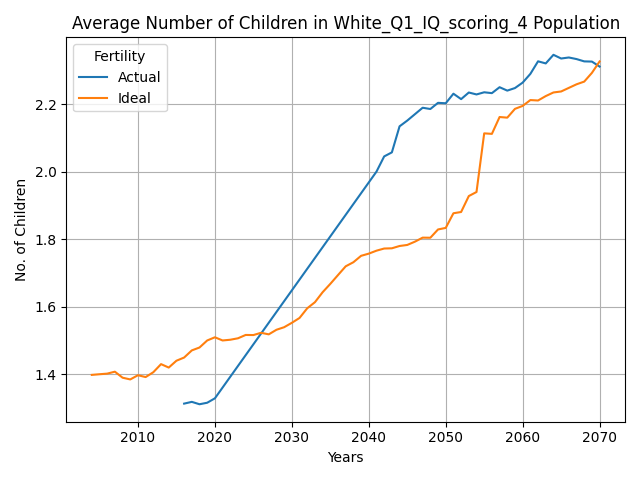 Average Number of Children in White_Q1_IQ_scoring_4 Population
Fertility
Actual
Ideal
No. of Children
2.2
2.0
1.8
1.6
1.4
2010 2020 2030 2040 2050 2060 2070
Years